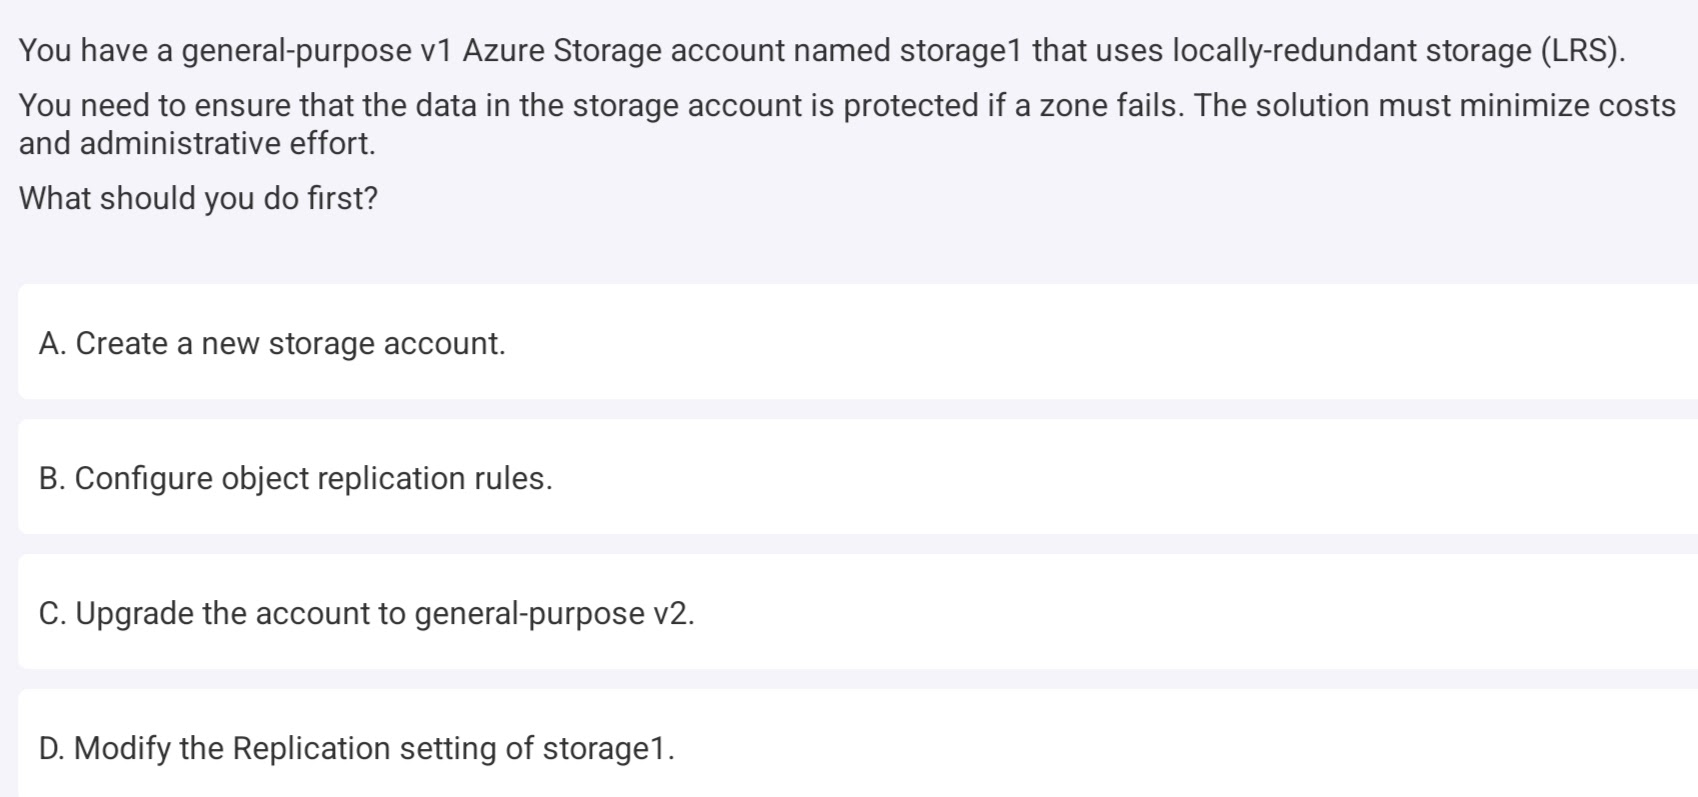 You have a general-purpose v1 Azure Storage account named storage1 that uses locally-redundant storage (LRS).
You need to ensure that the data in the storage account is protected if a zone fails. The solution must minimize costs
and administrative effort.
What should you do first?
A. Create a new storage account.
B. Configure object replication rules.
C. Upgrade the account to general-purpose v2.
D. Modify the Replication setting of storage1.